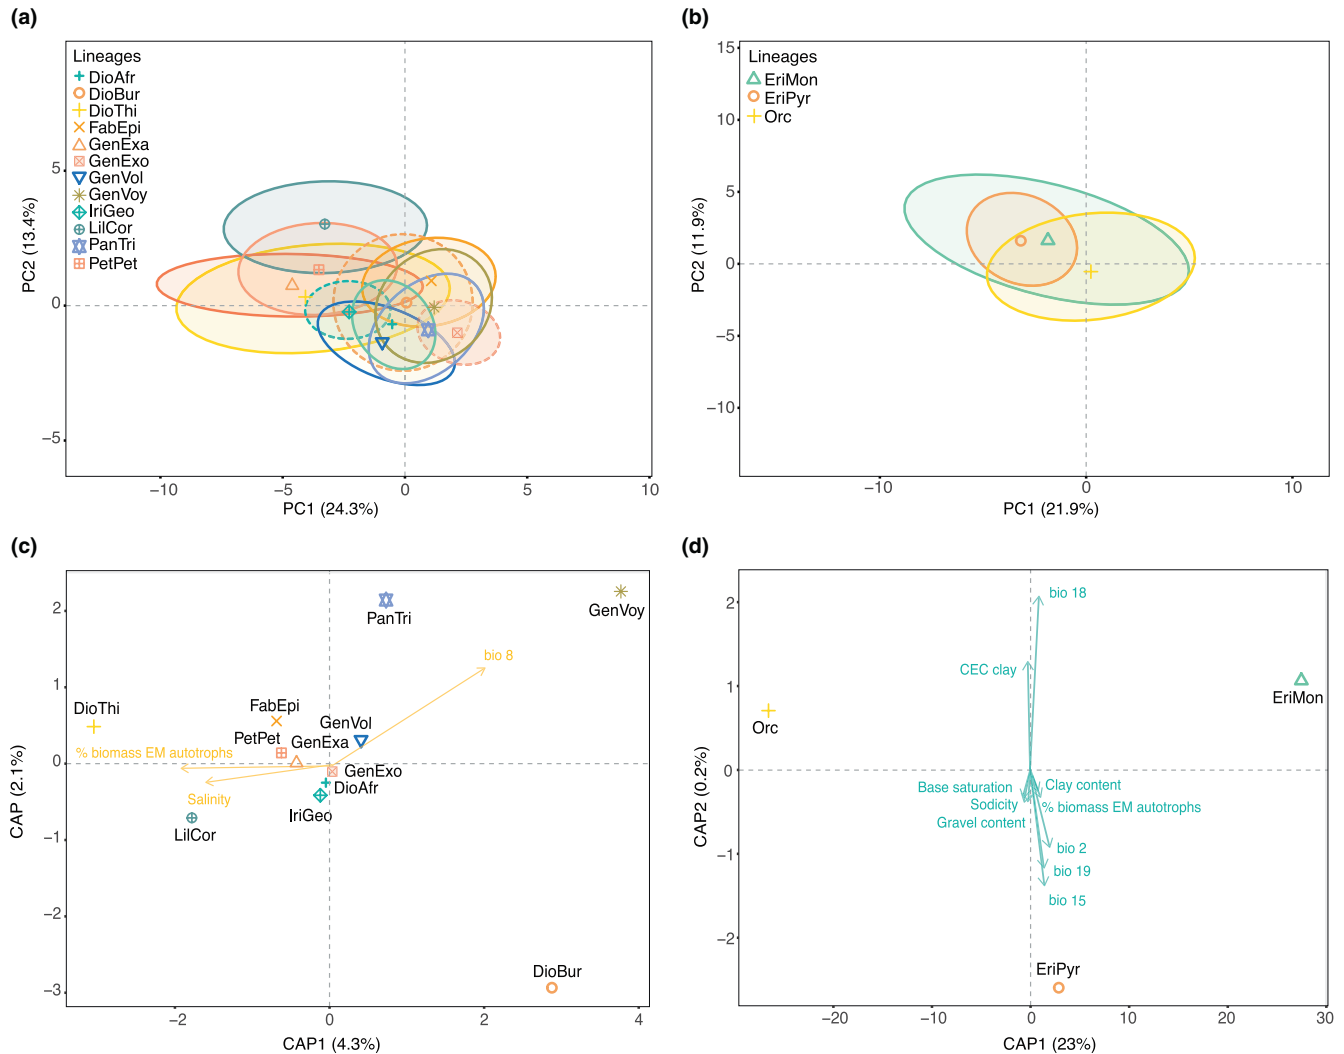 (a)
Lineages
DioAfr
DioBur
DioThi
FabEpi
GenExa
GenExo
GenVol
GenVoy
IriGeo
LilCor
PanTri
PetPet
5
0
−5
PC2 (13.4%)
−10
−5
0
5
10
PC1 (24.3%)
(b)
Lineages
EriMon
EriPyr
Orc
15
10
5
0
−5
−10
PC2 (11.9%)
−10
0
10
PC1 (21.9%)
(c)
PanTri
GenVoy
bio 8
DioThi
FabEpi
PetPet
GenVol
GenExa
% biomass EM autotrophs
GenExo
DioAfr
Salinity
IriGeo
LilCor
DioBur
2
1
0
−1
−2
−3
CAP (2.1%)
−2
0
2
4
CAP1 (4.3%)
(d)
bio 18
CEC clay
EriMon
Orc
Base saturation
Clay content
Sodicity
% biomass EM autotrophs
Gravel content
bio 2
bio 19
bio 15
EriPyr
2
1
0
−1
−2
CAP2 (0.2%)
−20
−10
0
10
20
30
CAP1 (23%)